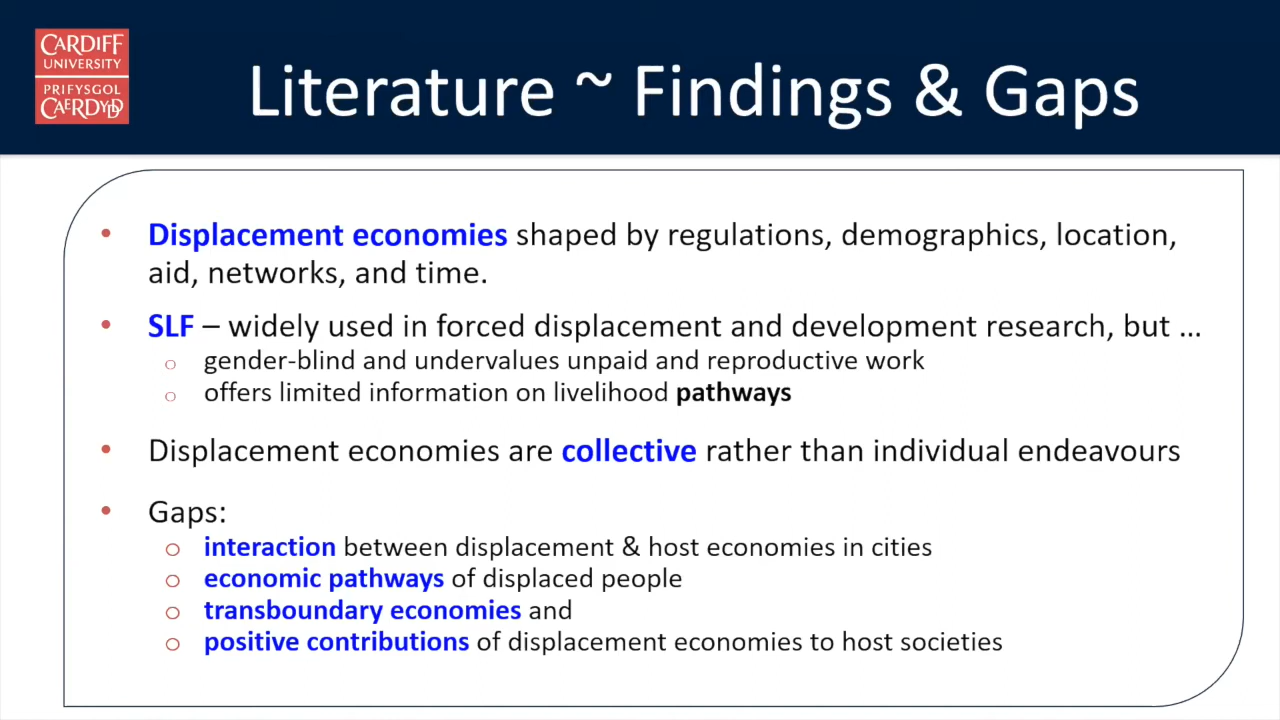 CARDIFF
UNIVERSITY
PRIFYSGOL
CAERDYDD
Literature ~ Findings & Gaps
• Displacement economies shaped by regulations, demographics, location,
aid, networks, and time.
• SLF – widely used in forced displacement and development research, but …
o gender-blind and undervalues unpaid and reproductive work
o offers limited information on livelihood pathways
• Displacement economies are collective rather than individual endeavours
• Gaps:
o interaction between displacement & host economies in cities
o economic pathways of displaced people
o transboundary economies and
o positive contributions of displacement economies to host societies